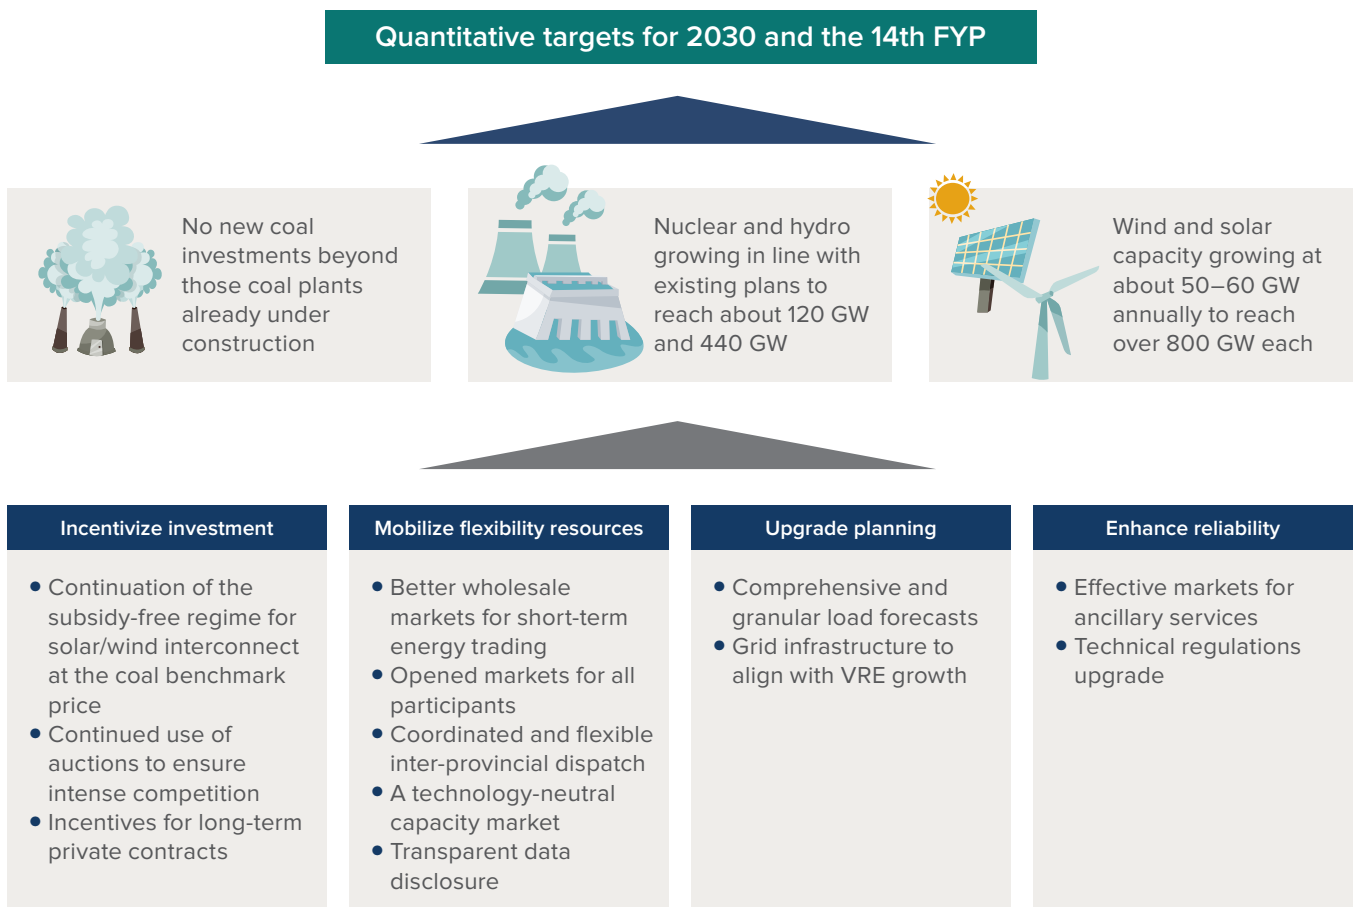 Quantitative targets for 2030 and the 14th FYP
No new coal
investments beyond
those coal plants
already under
construction
Nuclear and hydro
growing in line with
existing plans to
reach about 120 GW
and 440 GW
Wind and solar
capacity growing at
about 50–60 GW
annually to reach
over 800 GW each
Incentivize investment
• Continuation of the
subsidy-free regime for
solar/wind interconnect
at the coal benchmark
price
• Continued use of
auctions to ensure
intense competition
• Incentives for long-term
private contracts
Mobilize flexibility resources
• Better wholesale
markets for short-term
energy trading
• Opened markets for all
participants
• Coordinated and flexible
inter-provincial dispatch
• A technology-neutral
capacity market
• Transparent data
disclosure
Upgrade planning
• Comprehensive and
granular load forecasts
• Grid infrastructure to
align with VRE growth
Enhance reliability
• Effective markets for
ancillary services
• Technical regulations
upgrade